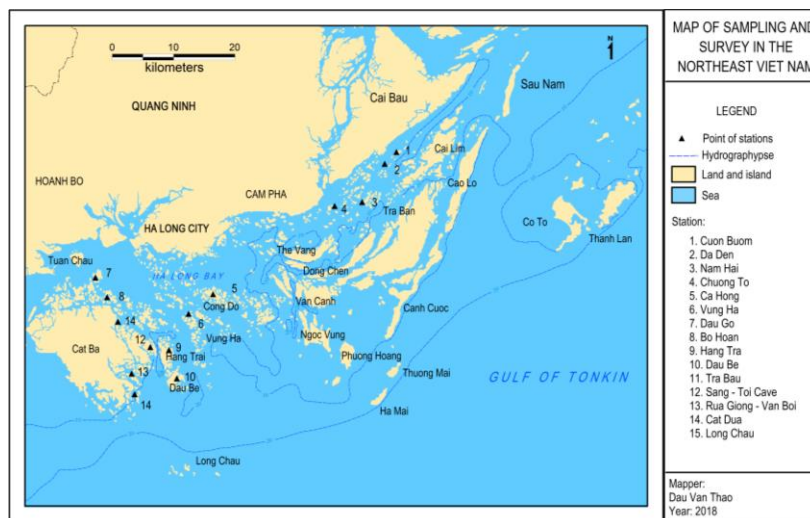 MAP OF SAMPLING AND
SURVEY IN THE
NORTHEAST VIET NAM
LEGEND
Point of stations
Hydrographypse
Land and island
Sea
Station:
1. Cuon Buom
2. Da Den
3. Nam Hai
4. Chuong To
5. Ca Hong
6. Vung Ha
7. Dau Go
8. Bo Hoan
9. Hang Tra
10. Dau Be
11. Tra Bau
12. Sang - Toi Cave
13. Rua Giong - Van Boi
14. Cat Dua
15. Long Chau
Mapper:
Dau Van Thao
Year: 2018
0 10 20
kilometers
N
Sau Nam
Cai Bau
QUANG NINH
1
Cai Lim
2
HOANH BO
CAM PHA
Cao Lo
3
4
Tra Ban
HA LONG CITY
Co To
Thanh Lan
The Vang
Tuan Chau
Dong Chen
HA LONG BAY
7
5
Van Canh
8
Cong Do
Canh Cuoc
6
14
Ngoc Vung
Vung Ha
12
9
Cat Ba
Hang Trai
Phuong Hoang
Thuong Mai
13
10
Dau Be
GULF OF TONKIN
14
Ha Mai
Long Chau